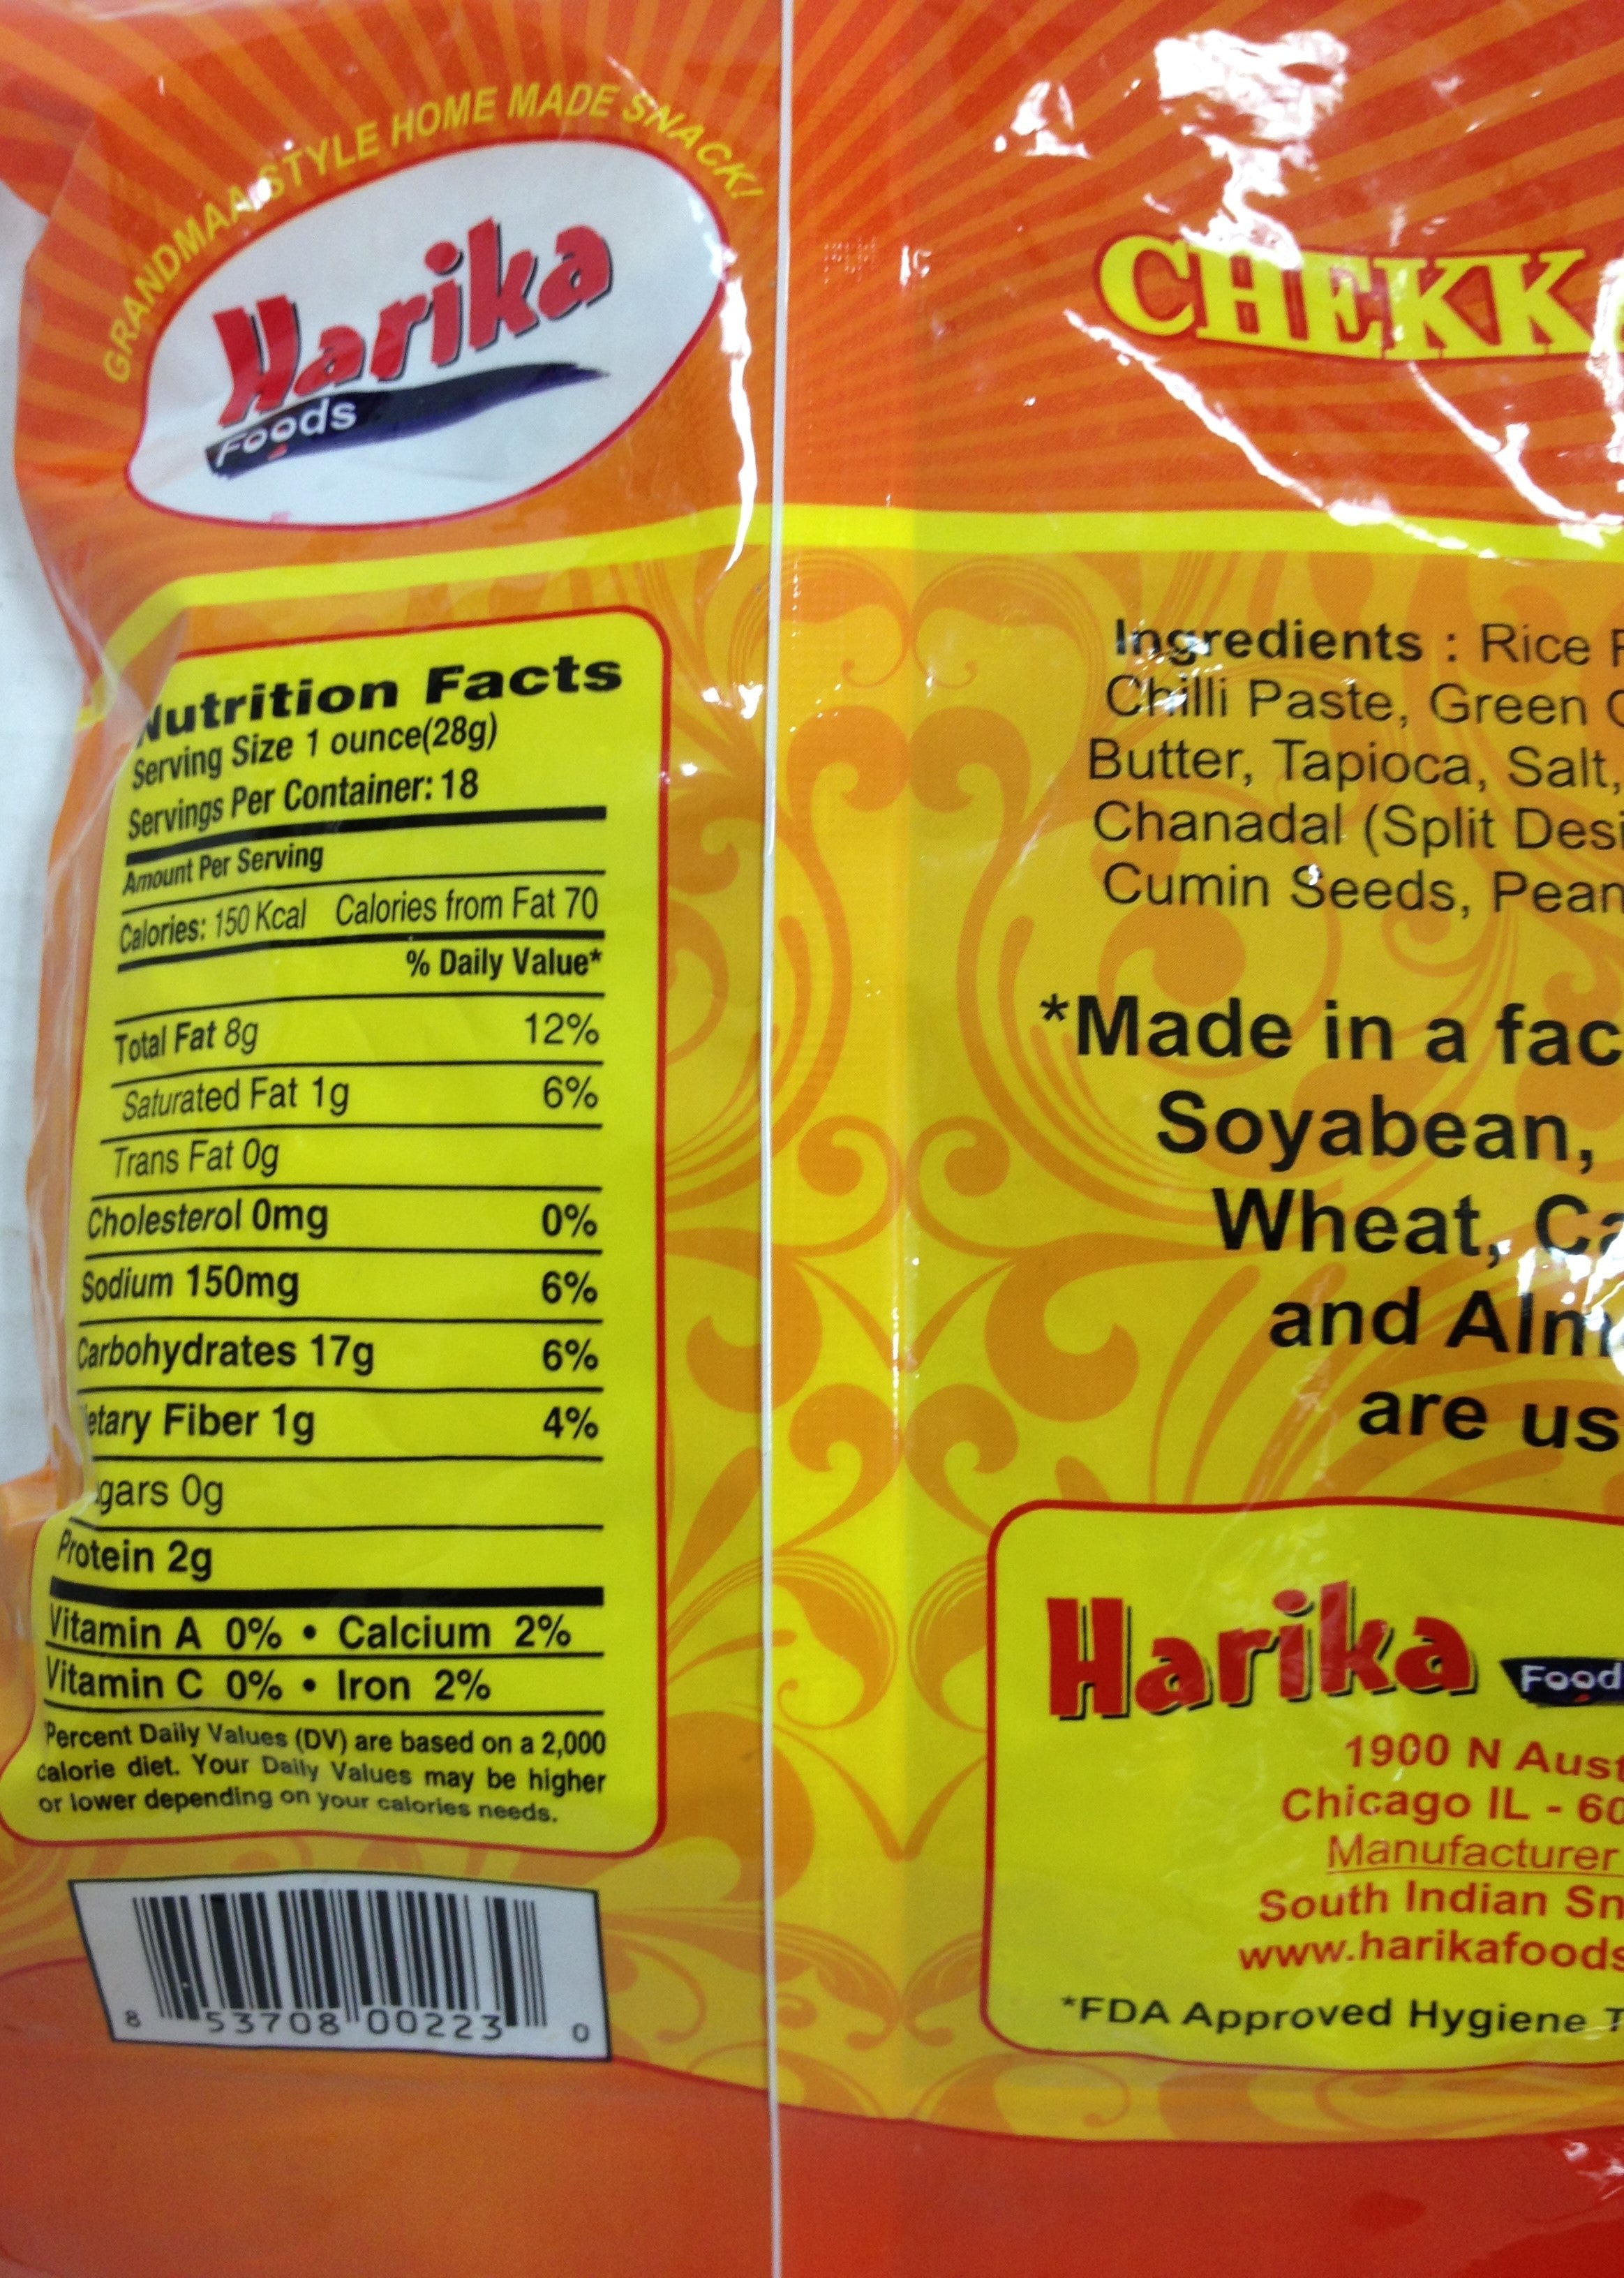 GRANDMAA STYLE HOME MADE SNACK!
Harika
Foods
Nutrition Facts
Serving Size 1 ounce(28g)
Servings Per Container: 18
Amount Per Serving
Calories: 150 Kcal Calories from Fat 70
% Daily Value*
Total Fat 8g 12%
Saturated Fat 1g 6%
Trans Fat 0g
Cholesterol 0mg 0%
Sodium 150mg 6%
Carbohydrates 17g 6%
etary Fiber 1g 4%
gars 0g
Protein 2g
Vitamin A 0% • Calcium 2%
Vitamin C 0% • Iron 2%
*Percent Daily Values (DV) are based on a 2,000
calorie diet. Your Daily Values may be higher
or lower depending on your calories needs.
8 53708 00223 0
CHEKK
Ingredients : Rice
Chilli Paste, Green
Butter, Tapioca, Salt,
Chanadal (Split Desi
Cumin Seeds, Pean
*Made in a fac
Soyabean,
Wheat, Ca
and Alm
are us
Harika Food
1900 N Aust
Chicago IL - 60
Manufacturer
South Indian Sn
www.harikafoods
*FDA Approved Hygiene T